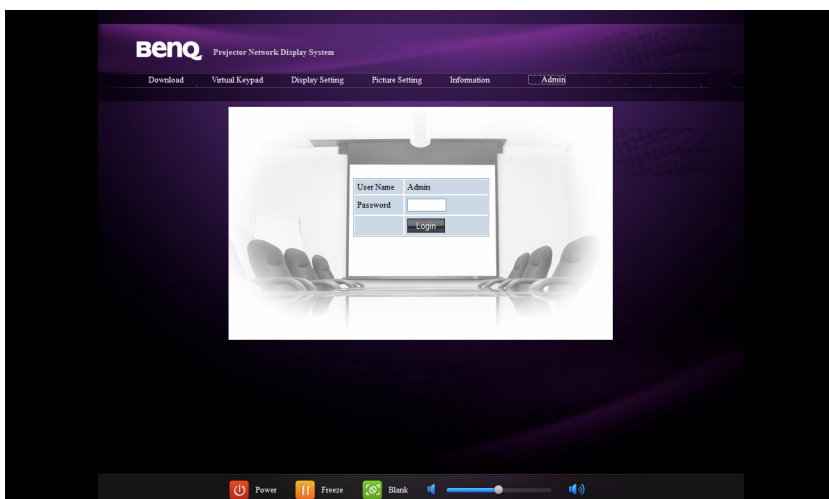 BenQ Projector Network Display System
Download Virtual Keypad Display Setting Picture Setting Information Admin
User Name Admin
Password
Login
Power Freeze Blank